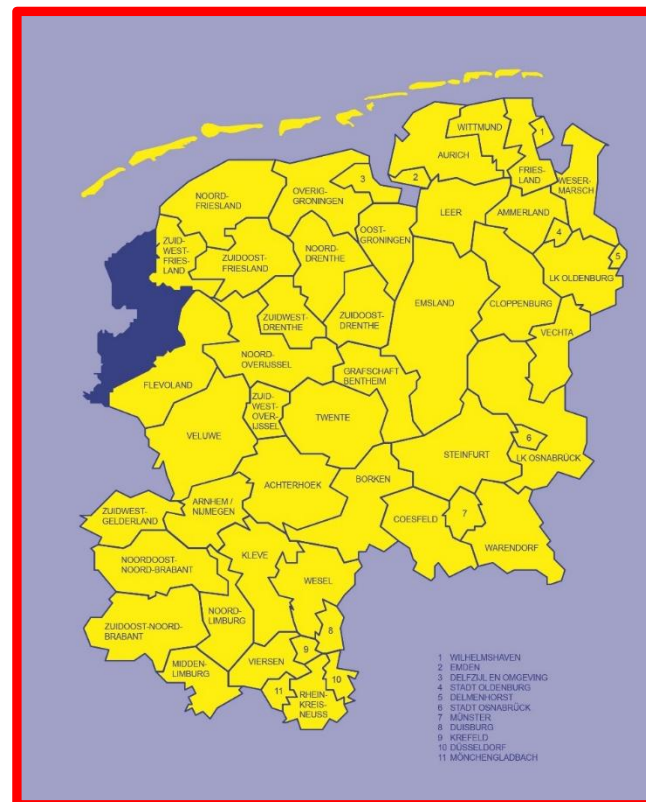 WITTMUND
1
AURICH
FRIES-
LAND
WESER-
MARSCH
2
3
NOORD-
FRIESLAND
OVERIG-
GRONINGEN
LEER
AMMERLAND
4
OOST-
GRONINGEN
ZUID-
WEST-
FRIES-
LAND
ZUIDOOST-
FRIESLAND
NOORD-
DRENTHE
LK OLDENBURG
5
EMSLAND
CLOPPENBURG
ZUIDWEST-
DRENTHE
ZUIDOOST-
DRENTHE
VECHTA
NOORD-
OVERIJSSEL
GRAFSCHAFT
BENTHEIM
FLEVOLAND
ZUID-
WEST-
OVER-
IJSSEL
TWENTE
VELUWE
6
STEINFURT
LK OSNABRÜCK
ACHTERHOEK
BORKEN
ARNHEM /
NIJMEGEN
ZUIDWEST-
GELDERLAND
7
COESFELD
WARENDORF
KLEVE
NOORDOOST-
NOORD-BRABANT
WESEL
NOORD-
LIMBURG
ZUIDOOST-NOORD-
BRABANT
8
9
VIERSEN
MIDDEN-
LIMBURG
10
11
RHEIN-
KREIS-
NEUSS
1 WILHELMSHAVEN
2 EMDEN
3 DELFZIJL EN OMGEVING
4 STADT OLDENBURG
5 DELMENHORST
6 STADT OSNABRÜCK
7 MÜNSTER
8 DUISBURG
9 KREFELD
10 DÜSSELDORF
11 MÖNCHENGLADBACH